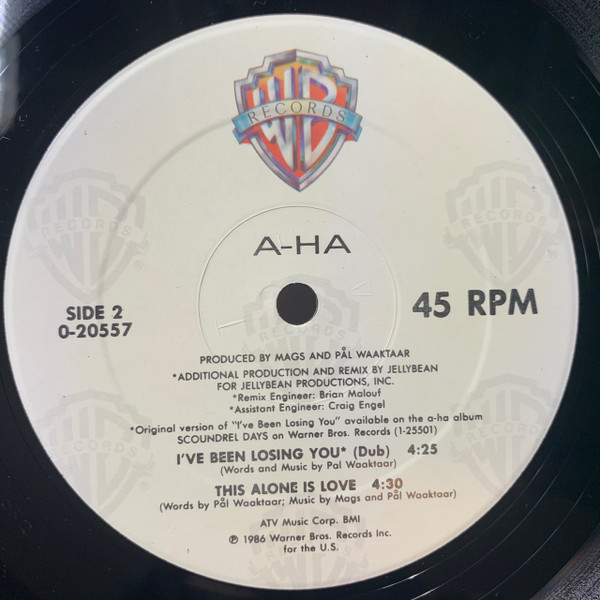 WB
RECORDS
A-HA
SIDE 2
0-20557
45 RPM
PRODUCED BY MAGS AND PÅL WAAKTAAR
*ADDITIONAL PRODUCTION AND REMIX BY JELLYBEAN
FOR JELLYBEAN PRODUCTIONS, INC.
*Remix Engineer: Brian Malouf
*Assistant Engineer: Craig Engel
*Original version of "I've Been Losing You" available on the a-ha album
SCOUNDREL DAYS on Warner Bros. Records (1-25501)
I'VE BEEN LOSING YOU* (Dub) 4:25
(Words and Music by Pal Waaktaar)
THIS ALONE IS LOVE 4:30
(Words by Pål Waaktaar; Music by Mags and Pål Waaktaar)
ATV Music Corp. BMI
℗ 1986 Warner Bros. Records Inc.
for the U.S.